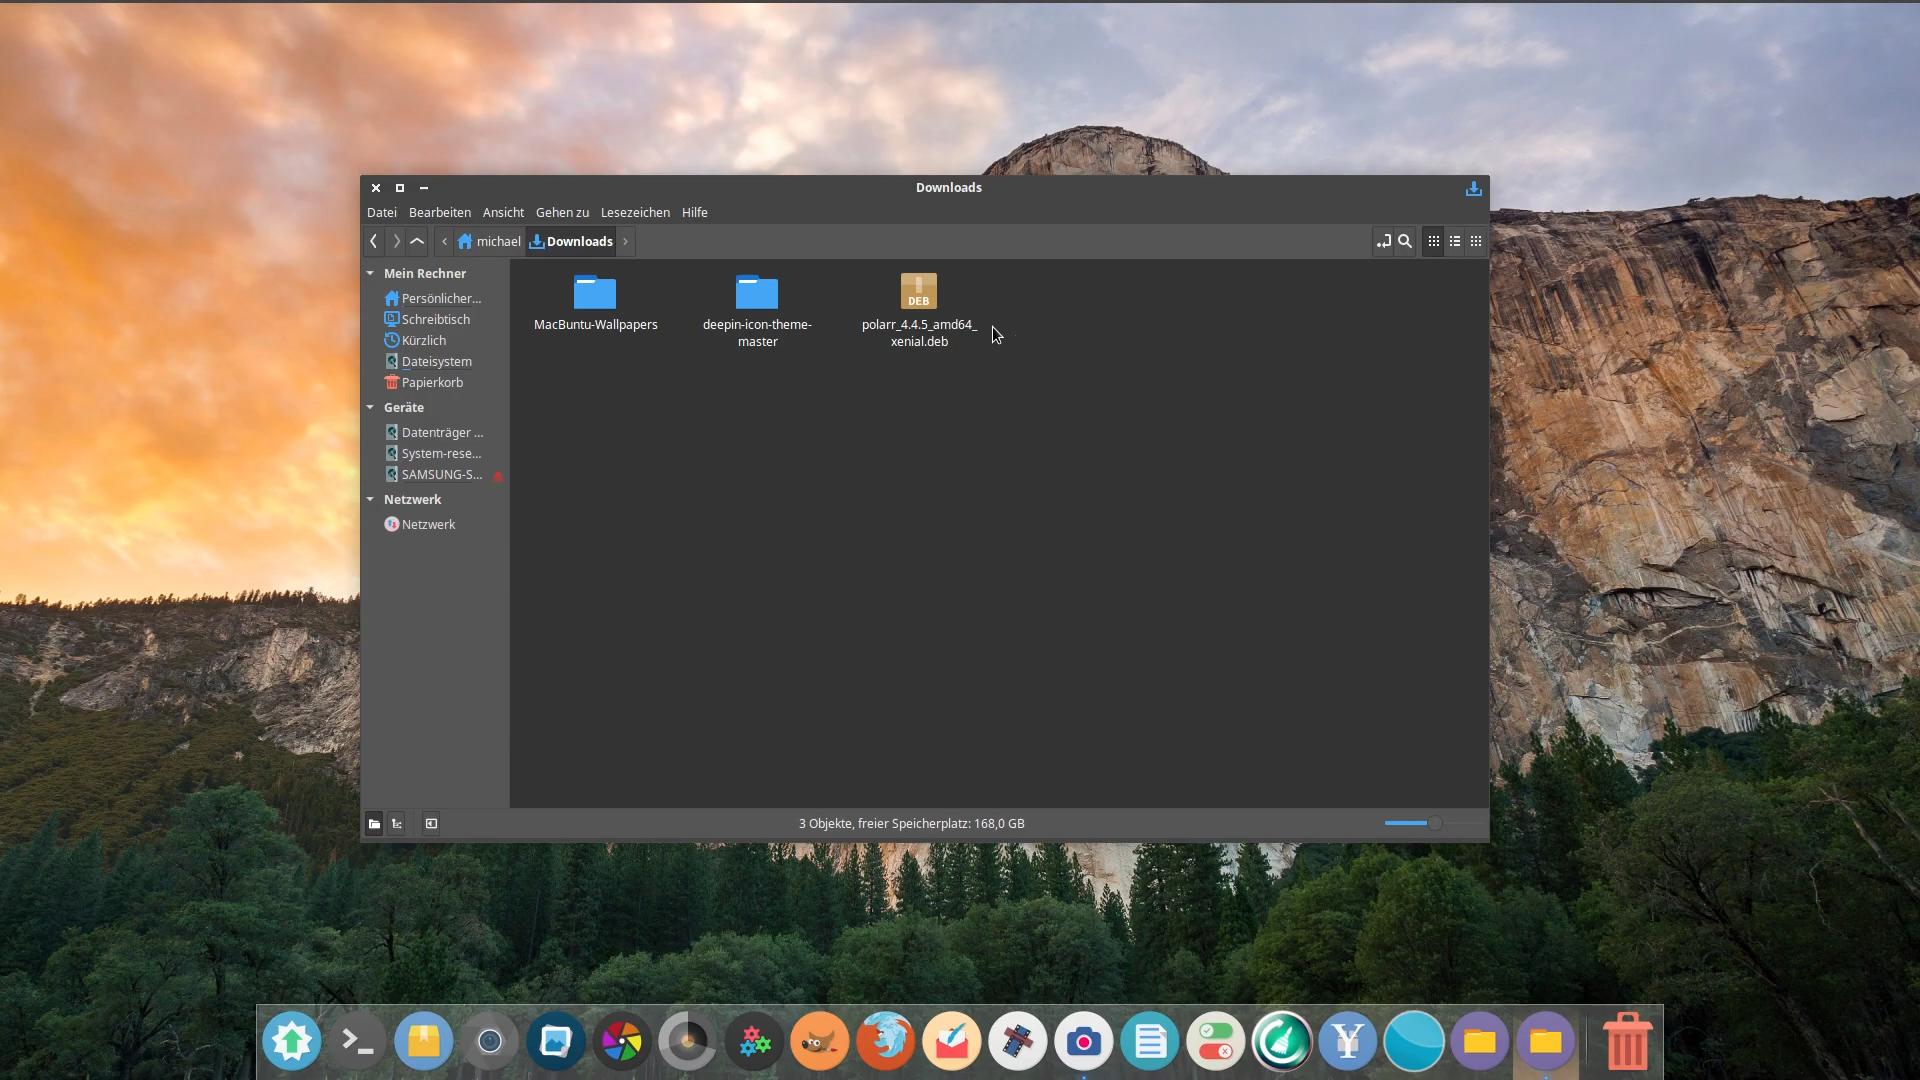 Downloads
Datei Bearbeiten Ansicht Gehen zu Lesezeichen Hilfe
michael Downloads
Mein Rechner
Persönlicher...
Schreibtisch
Kürzlich
Dateisystem
Papierkorb
Geräte
Datenträger ...
System-rese...
SAMSUNG-S...
Netzwerk
Netzwerk
MacBuntu-Wallpapers
deepin-icon-theme-
master
DEB
polarr_4.4.5_amd64_
xenial.deb
3 Objekte, freier Speicherplatz: 168,0 GB